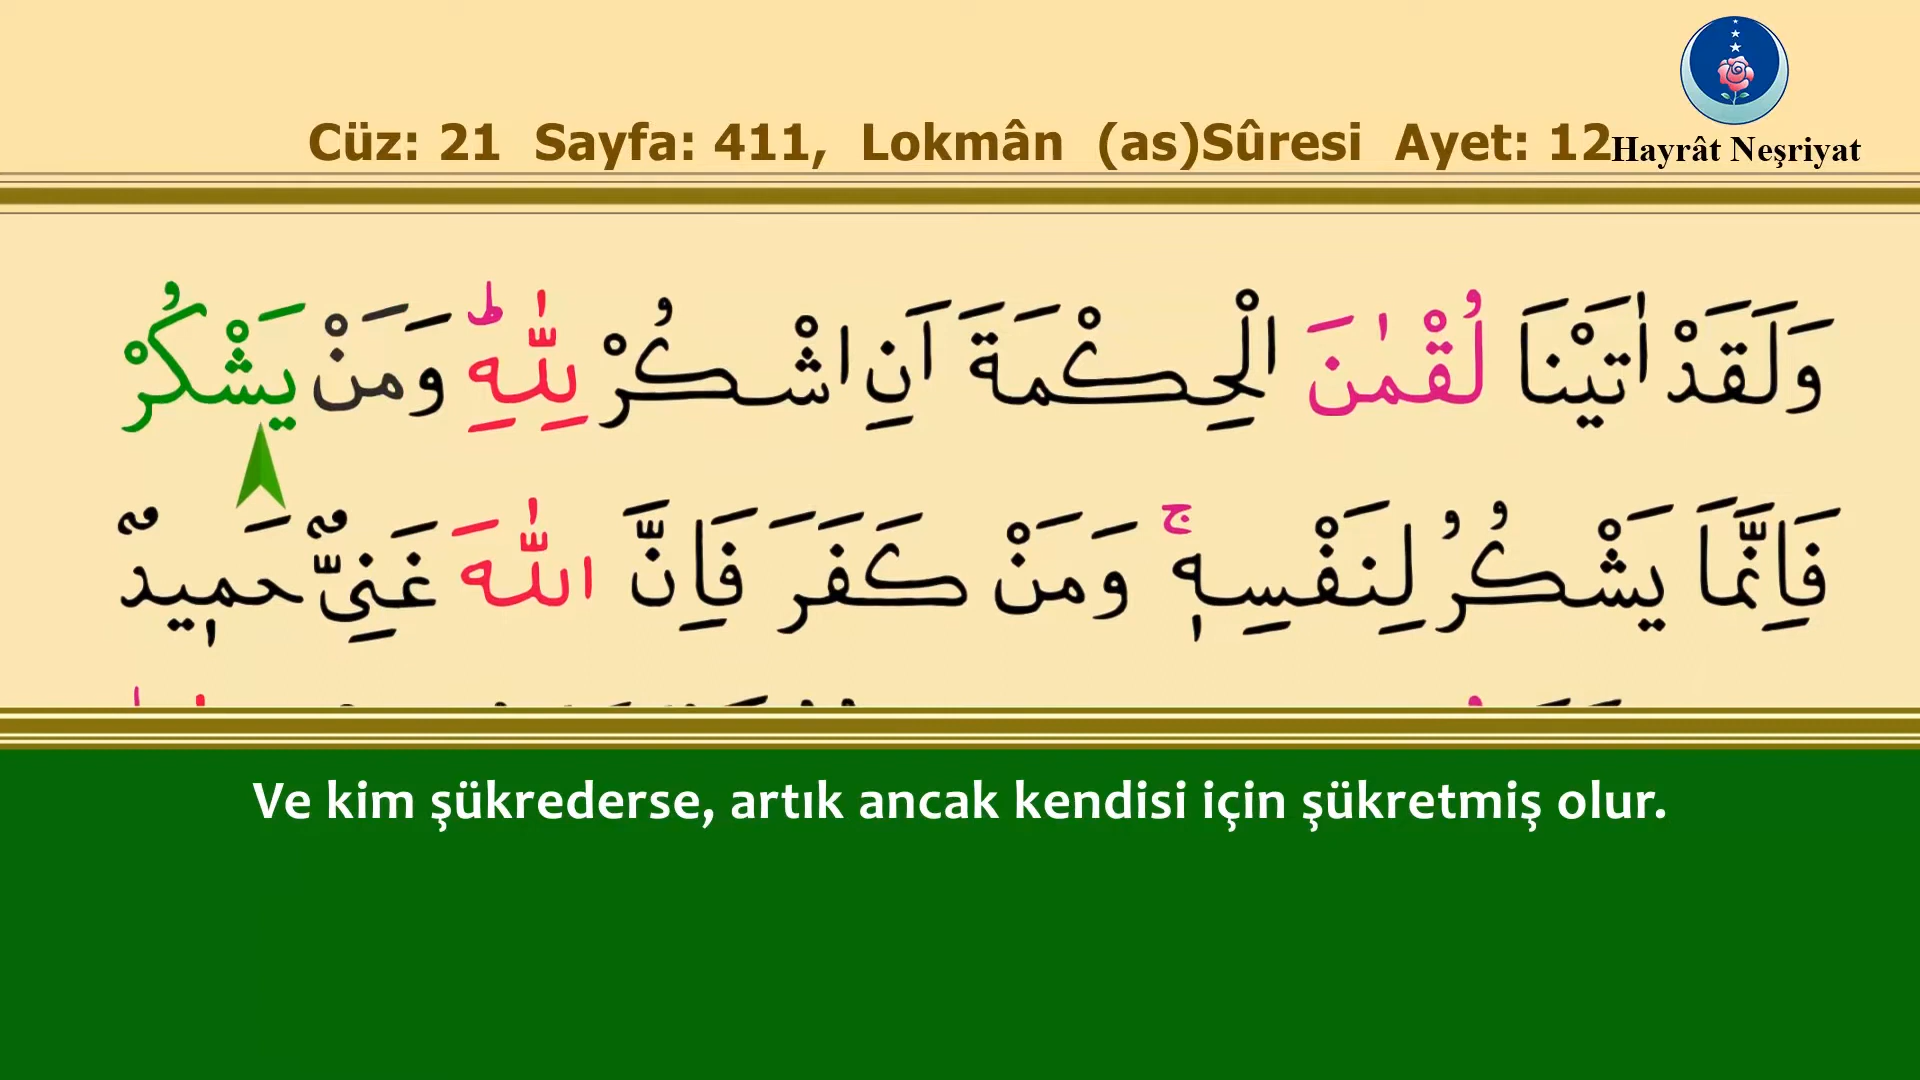 Cüz: 21 Sayfa: 411, Lokmân (as)Sûresi Ayet: 12
Hayrât Neşriyat
وَلَقَدْ اٰتَيْنَا لُقْمٰنَ الْحِكْمَةَ اَنِ اشْكُرْ لِلّٰهِۜ وَمَنْ يَشْكُرْ
فَاِنَّمَا يَشْكُرُ لِنَفْسِه۪ۚ وَمَنْ كَفَرَ فَاِنَّ اللّٰهَ غَنِيٌّ حَم۪يدٌ
Ve kim şükrederse, artık ancak kendisi için şükretmiş olur.